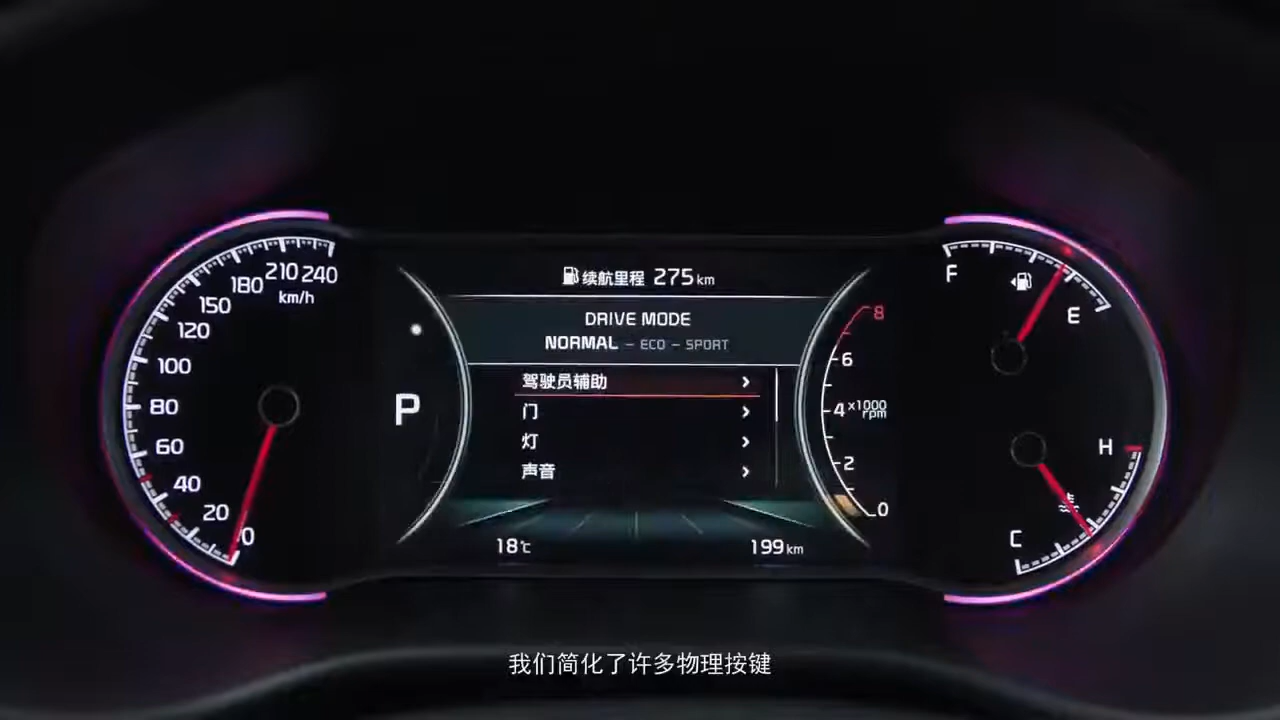 续航里程 275 km
DRIVE MODE
NORMAL – ECO – SPORT
驾驶员辅助
门
灯
声音
18℃
199 km
P
240
210
180
km/h
150
120
100
80
60
40
20
0
8
6
4
x1000
rpm
2
0
F
E
H
C
我们简化了许多物理按键